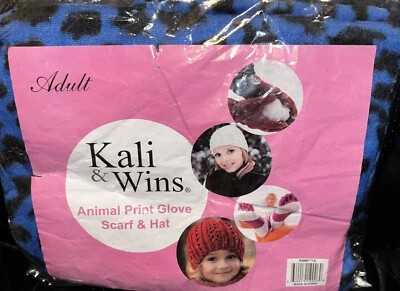 Adult
Kali
& Wins®
Animal Print Glove
Scarf & Hat